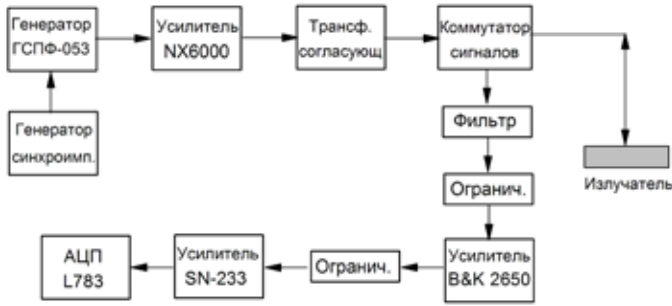 Генератор
ГСПФ-053
Усилитель
NX6000
Трансф.
согласующ
Коммутатор
сигналов
Генератор
синхроимп.
Фильтр
Излучатель
Огранич.
АЦП
L783
Усилитель
SN-233
Огранич.
Усилитель
B&K 2650